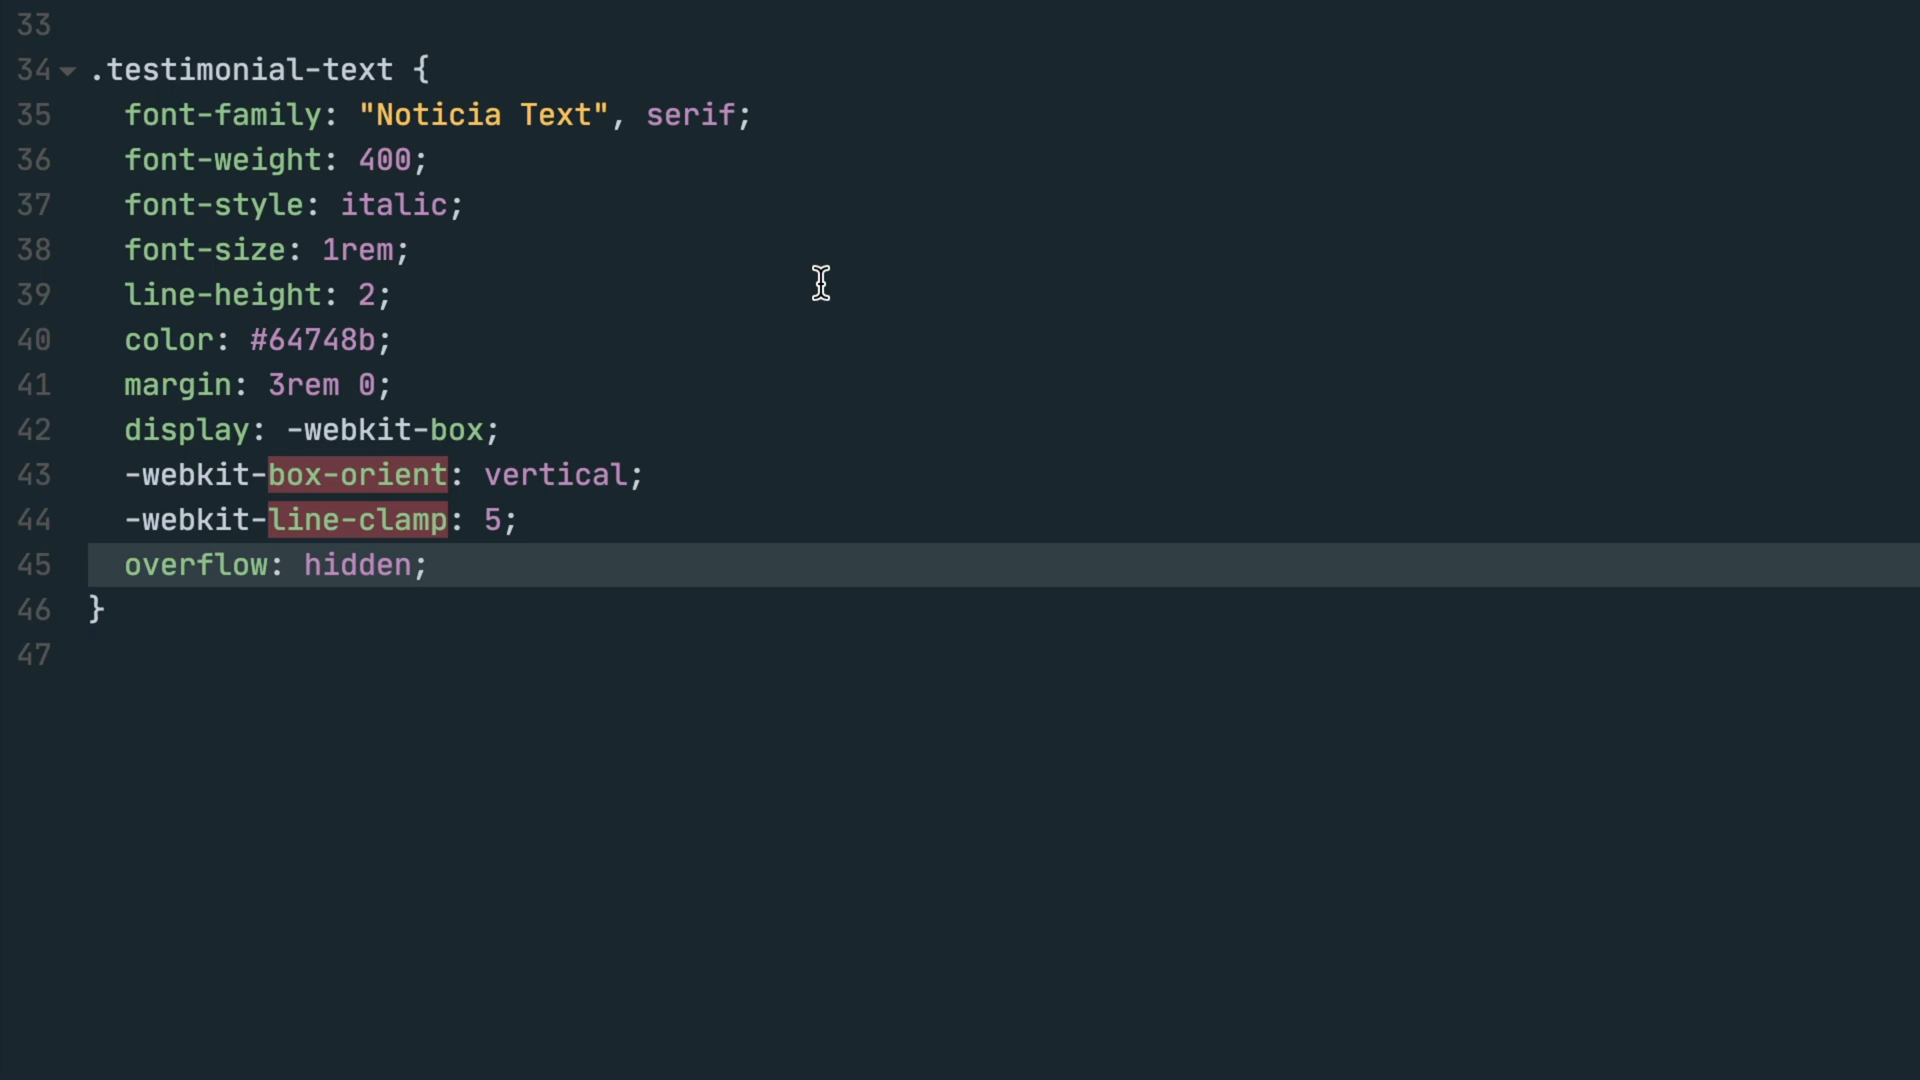 33
34 .testimonial-text {
35 font-family: "Noticia Text", serif;
36 font-weight: 400;
37 font-style: italic;
38 font-size: 1rem;
39 line-height: 2;
40 color: #64748b;
41 margin: 3rem 0;
42 display: -webkit-box;
43 -webkit-box-orient: vertical;
44 -webkit-line-clamp: 5;
45 overflow: hidden;
46 }
47